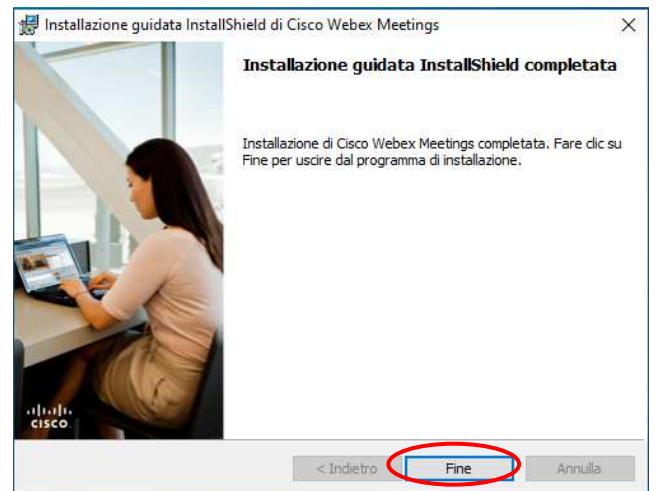 Installazione guidata InstallShield di Cisco Webex Meetings
Installazione guidata InstallShield completata
Installazione di Cisco Webex Meetings completata. Fare clic su
Fine per uscire dal programma di installazione.
CISCO
< Indietro
Fine
Annulla